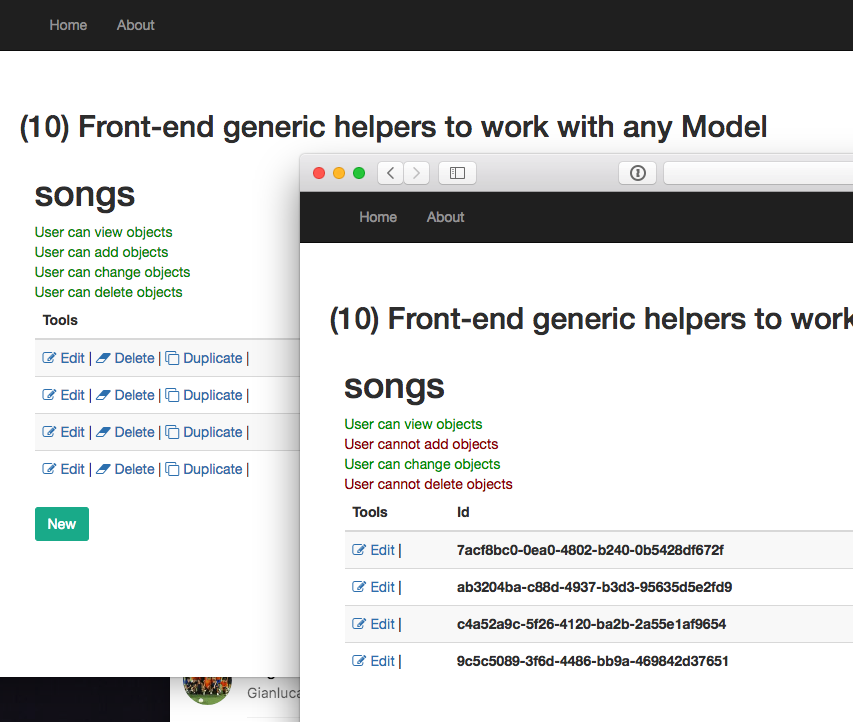 Home About
(10) Front-end generic helpers to work with any Model
songs
User can view objects
User can add objects
User can change objects
User can delete objects
Tools
Edit | Delete | Duplicate |
Edit | Delete | Duplicate |
Edit | Delete | Duplicate |
Edit | Delete | Duplicate |
New
Home About
(10) Front-end generic helpers to work
songs
User can view objects
User cannot add objects
User can change objects
User cannot delete objects
Tools Id
Edit | 7acf8bc0-0ea0-4802-b240-0b5428df672f
Edit | ab3204ba-c88d-4937-b3d3-95635d5e2fd9
Edit | c4a52a9c-5f26-4120-ba2b-2a55e1af9654
Edit | 9c5c5089-3f6d-4486-bb9a-469842d37651
Gianluca